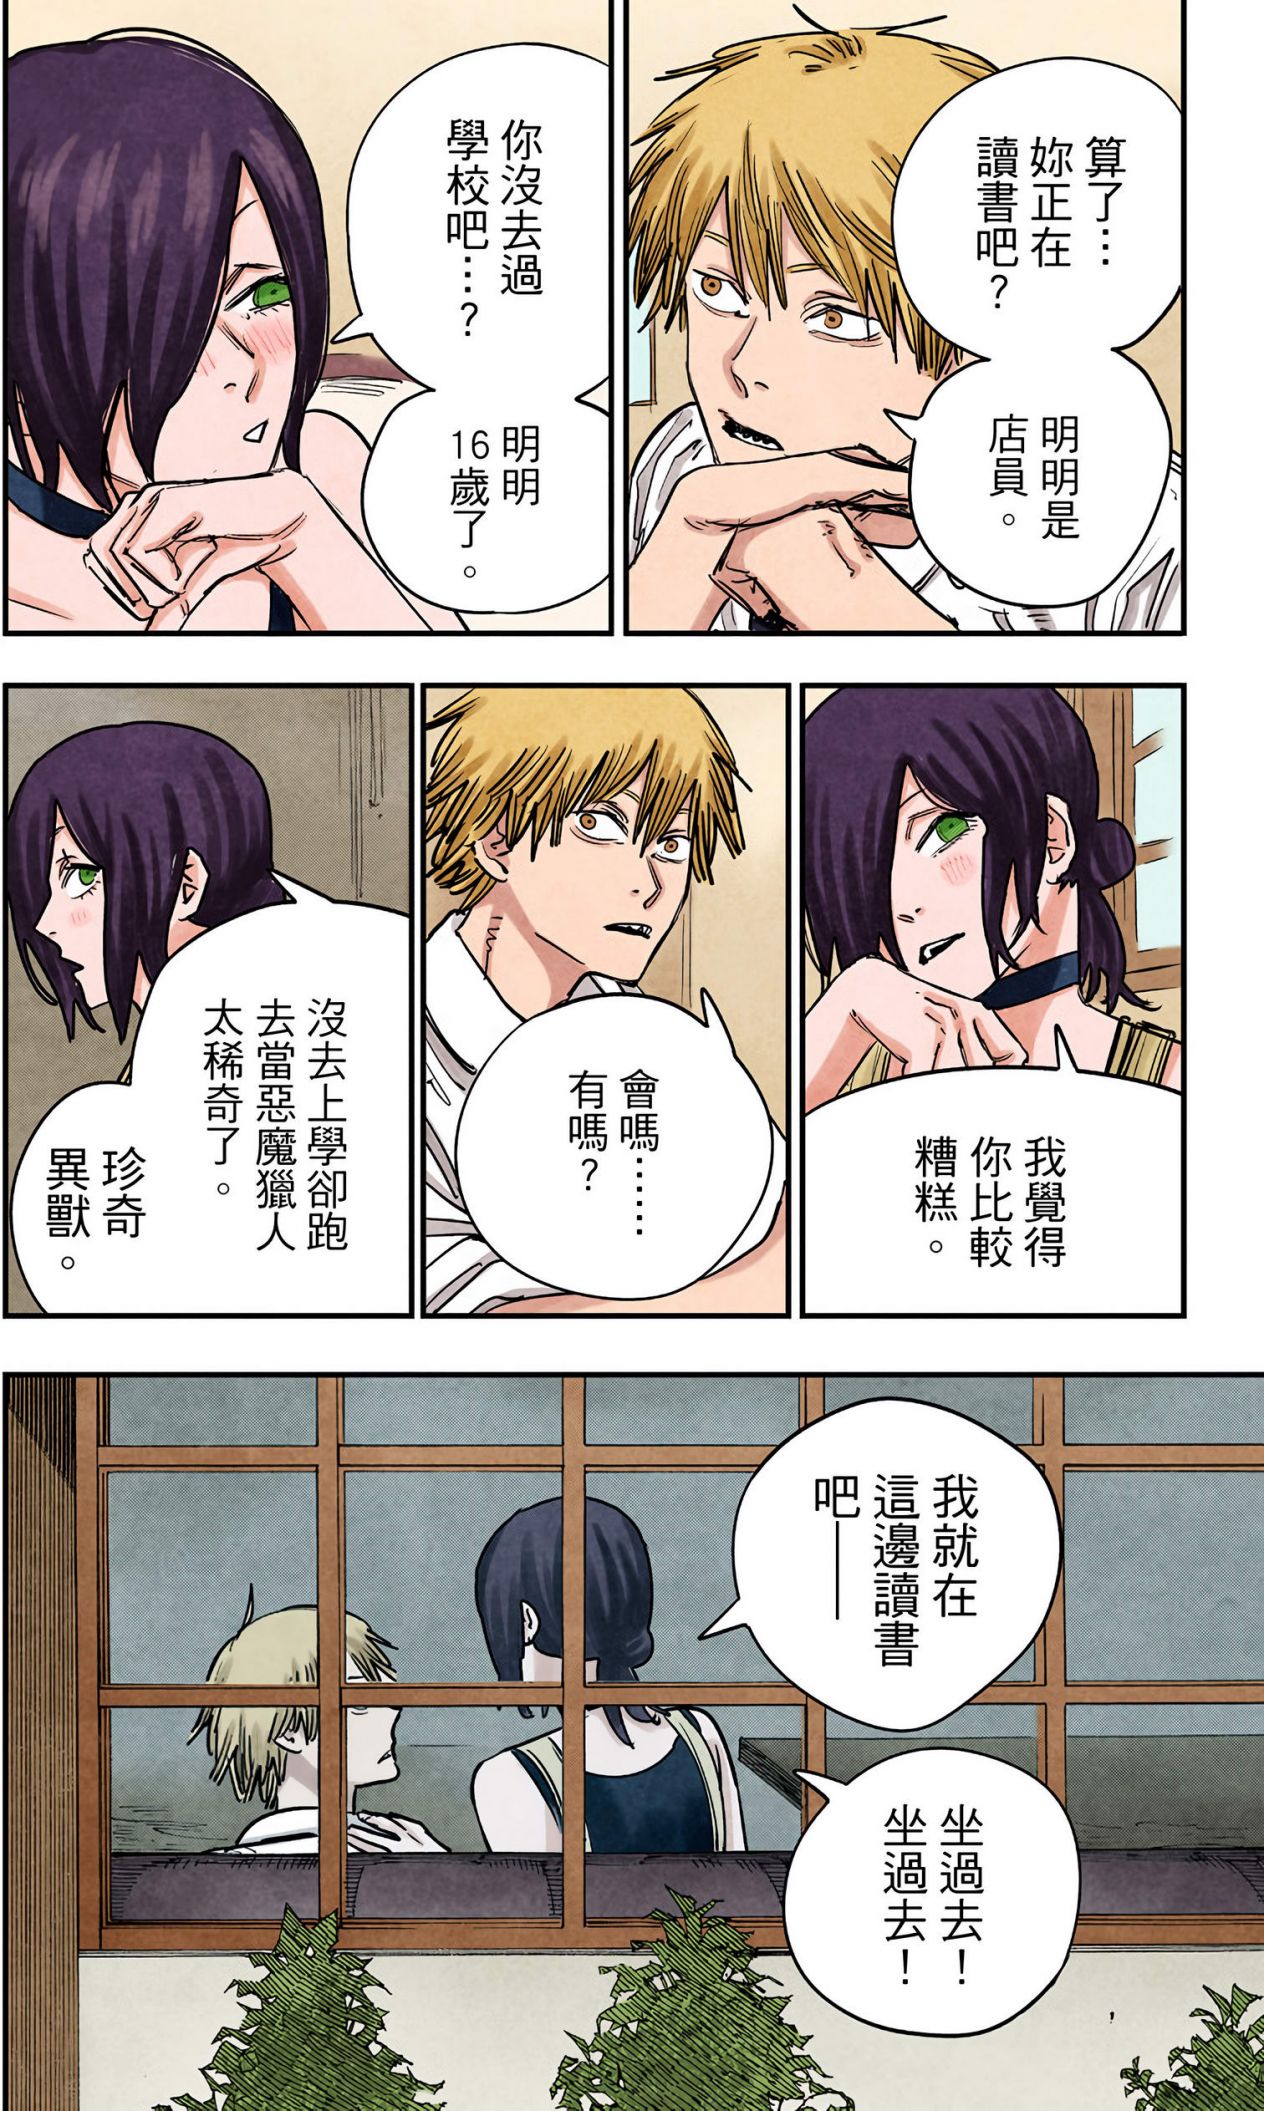 算了⋯
妳正在
讀書吧？
明明是
店員。
你沒去過
學校吧⋯？
明明
16歲了。
我覺得
你比較
糟糕。
會嗎⋯⋯
有嗎？
沒去上學卻跑
去當惡魔獵人
太稀奇了。
珍奇
異獸。
我就在
這邊讀書
吧——
坐過去！
坐過去！